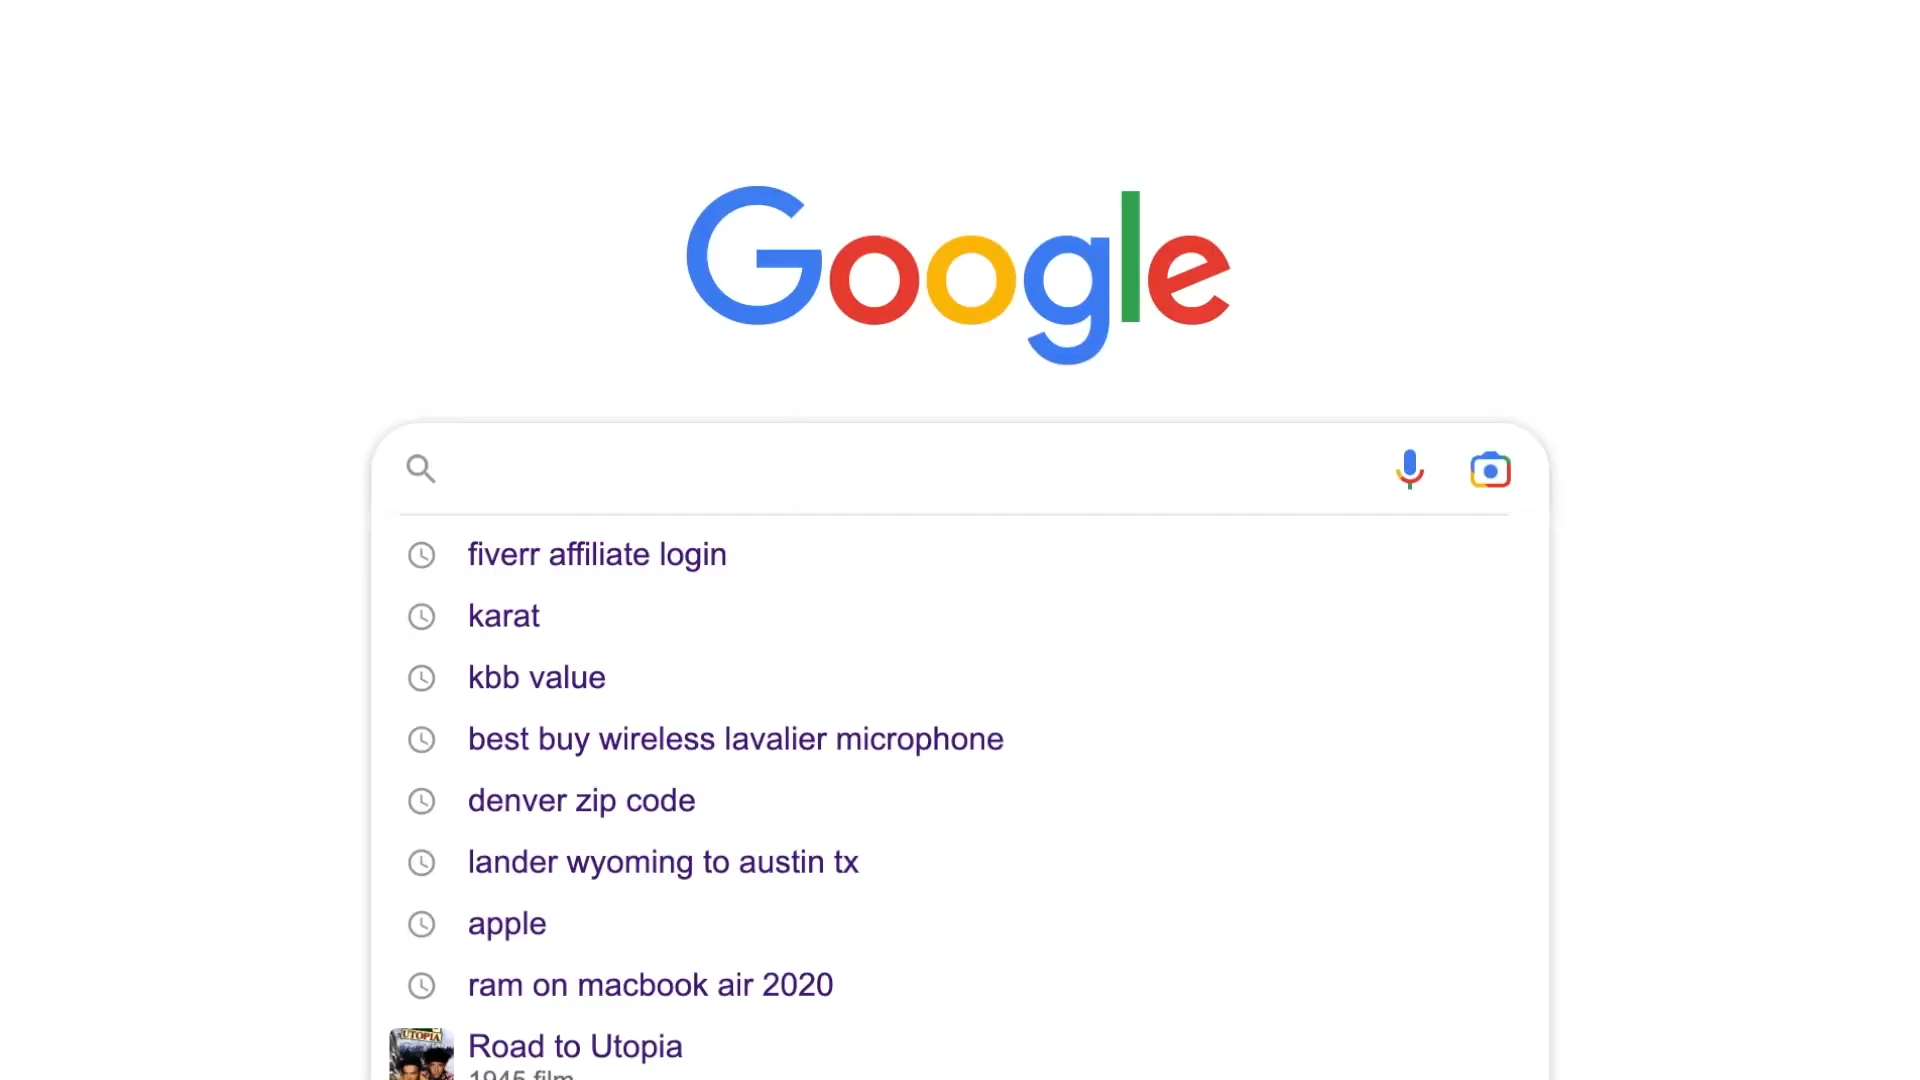 Google
fiverr affiliate login
karat
kbb value
best buy wireless lavalier microphone
denver zip code
lander wyoming to austin tx
apple
ram on macbook air 2020
UTOPIA
Road to Utopia
1945 film